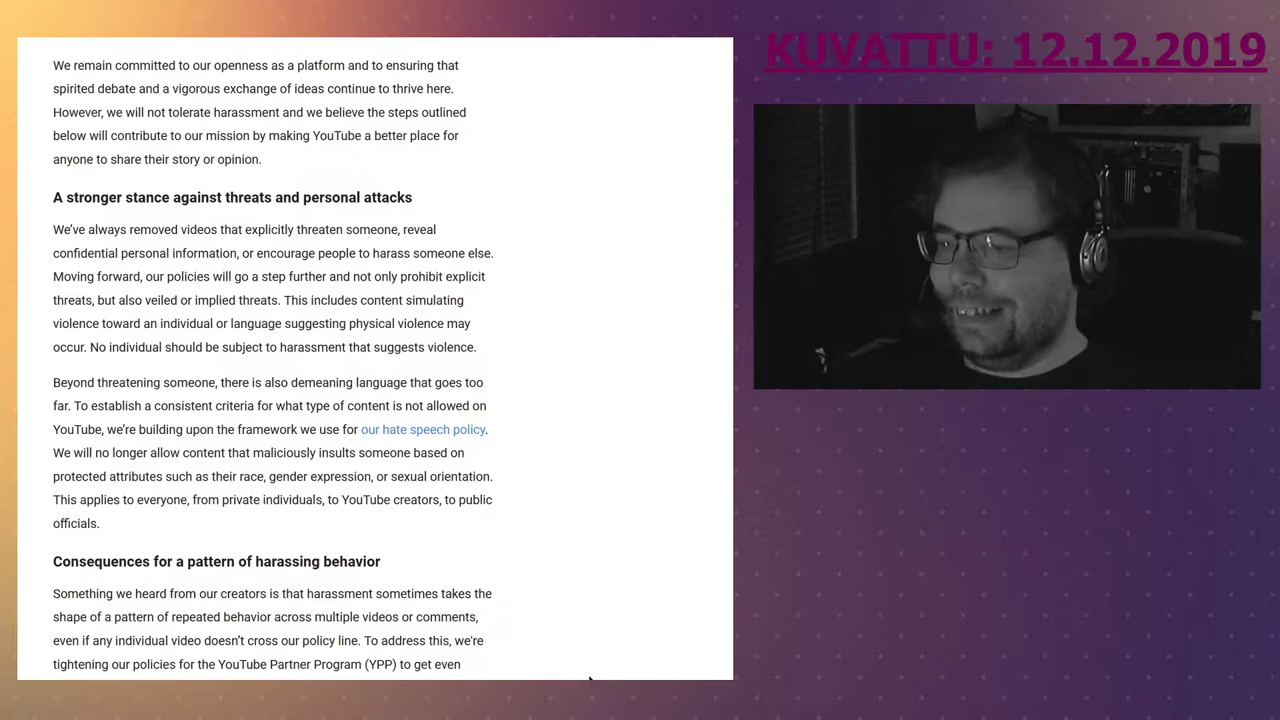 We remain committed to our openness as a platform and to ensuring that
spirited debate and a vigorous exchange of ideas continue to thrive here.
However, we will not tolerate harassment and we believe the steps outlined
below will contribute to our mission by making YouTube a better place for
anyone to share their story or opinion.
A stronger stance against threats and personal attacks
We’ve always removed videos that explicitly threaten someone, reveal
confidential personal information, or encourage people to harass someone else.
Moving forward, our policies will go a step further and not only prohibit explicit
threats, but also veiled or implied threats. This includes content simulating
violence toward an individual or language suggesting physical violence may
occur. No individual should be subject to harassment that suggests violence.
Beyond threatening someone, there is also demeaning language that goes too
far. To establish a consistent criteria for what type of content is not allowed on
YouTube, we’re building upon the framework we use for our hate speech policy.
We will no longer allow content that maliciously insults someone based on
protected attributes such as their race, gender expression, or sexual orientation.
This applies to everyone, from private individuals, to YouTube creators, to public
officials.
Consequences for a pattern of harassing behavior
Something we heard from our creators is that harassment sometimes takes the
shape of a pattern of repeated behavior across multiple videos or comments,
even if any individual video doesn’t cross our policy line. To address this, we're
tightening our policies for the YouTube Partner Program (YPP) to get even
KUVATTU: 12.12.2019